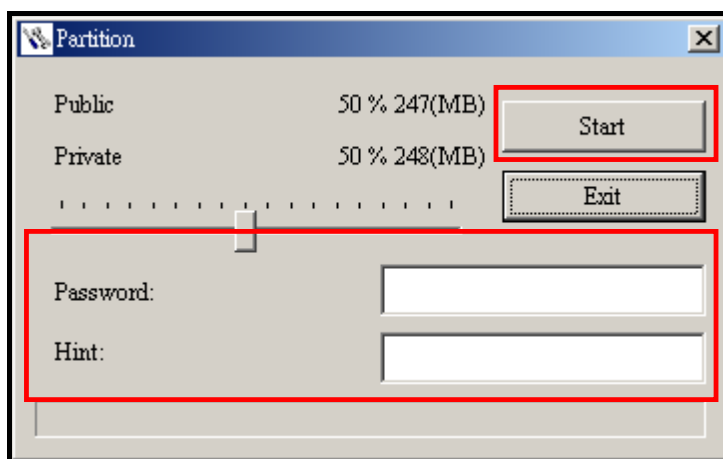 Partition
Public 50 % 247(MB)
Start
Private 50 % 248(MB)
Exit
Password:
Hint: